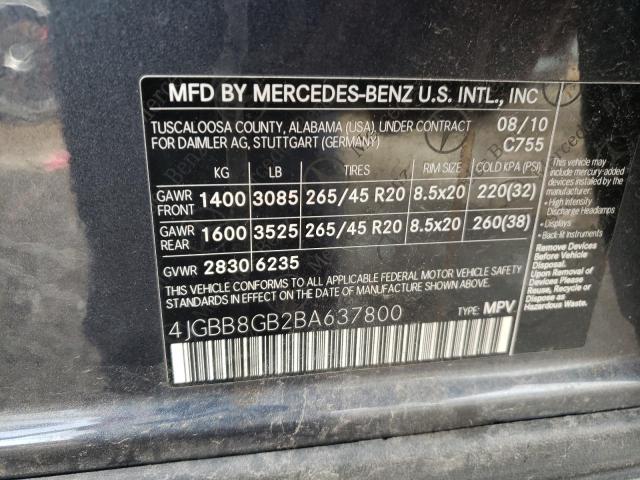 MFD BY MERCEDES-BENZ U.S. INTL., INC
TUSCALOOSA COUNTY, ALABAMA (USA), UNDER CONTRACT 08/10
FOR DAIMLER AG, STUTTGART (GERMANY) C755
KG LB TIRES RIM SIZE COLD KPA (PSI)
GAWR FRONT 1400 3085 265/45 R20 8.5x20 220(32)
GAWR REAR 1600 3525 265/45 R20 8.5x20 260(38)
GVWR 2830 6235
THIS VEHICLE CONFORMS TO ALL APPLICABLE FEDERAL MOTOR VEHICLE SAFETY
STANDARDS IN EFFECT ON THE DATE OF MANUFACTURE SHOWN ABOVE.
4JGBB8GB2BA637800 TYPE: MPV
This vehicle may
include mercury-added
devices installed by the
manufacturer:
• High Intensity
Discharge Headlamps
• Displays
• Back-fit Instruments
Remove Devices
Before Vehicle
Disposal.
Upon Removal of
Devices Please
Reuse, Recycle or
Dispose as
Hazardous Waste